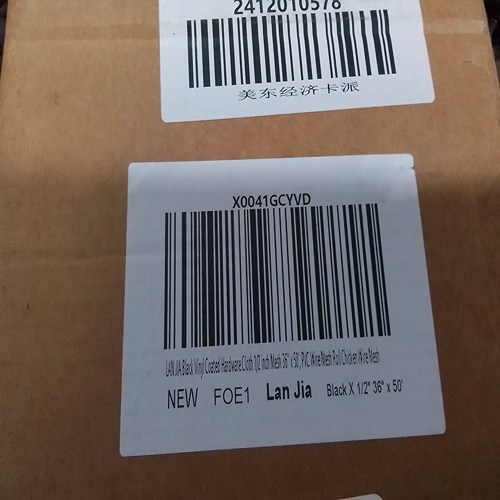 2412010578
美东经济卡派
X0041GCYVD
LAN JIA Black Vinyl Coated Hardware Cloth 1/2 inch Mesh 36" x 50', PVC Wire Mesh Roll Chicken Wire Mesh
NEW FOE1 Lan Jia Black X 1/2" 36" x 50'